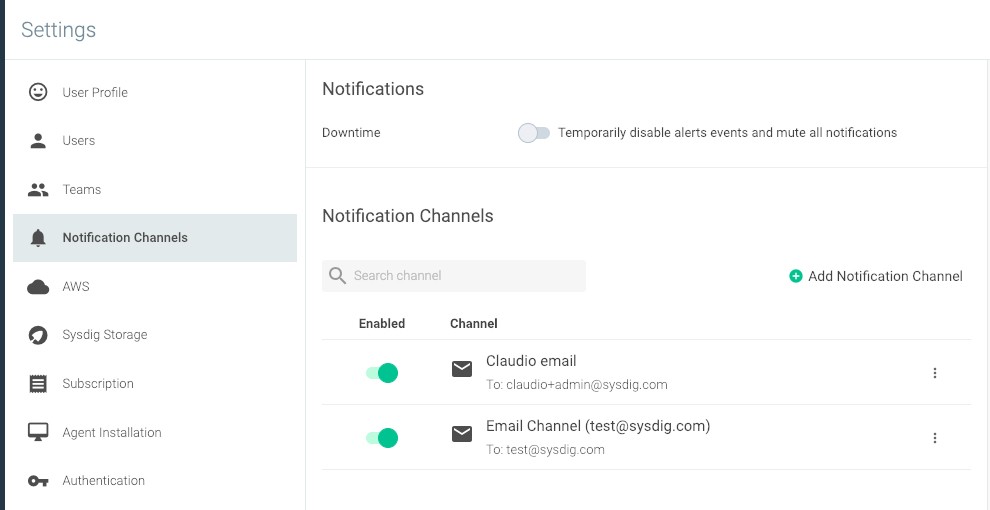 Settings
User Profile
Users
Teams
Notification Channels
AWS
Sysdig Storage
Subscription
Agent Installation
Authentication
Notifications
Downtime Temporarily disable alerts events and mute all notifications
Notification Channels
Search channel Add Notification Channel
Enabled Channel
Claudio email
To: claudio+admin@sysdig.com
Email Channel (test@sysdig.com)
To: test@sysdig.com